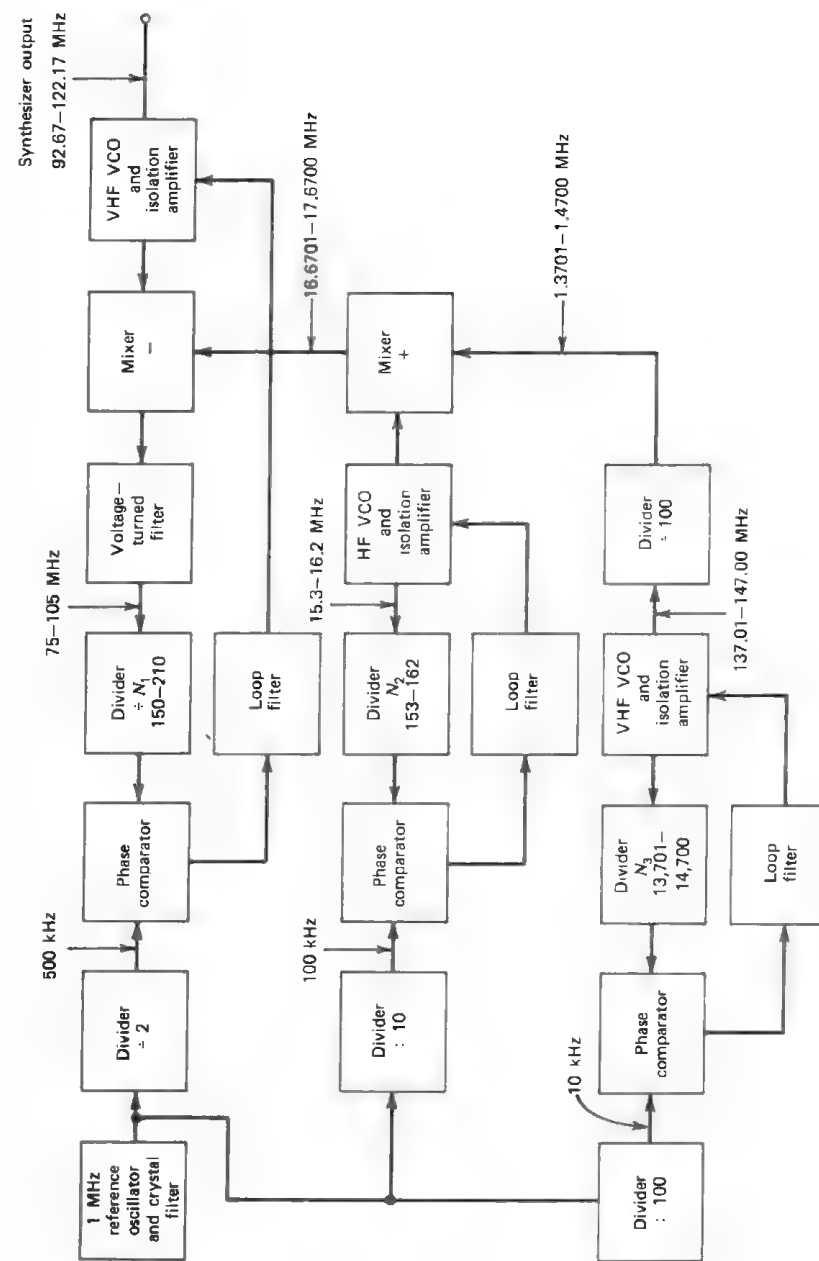 Synthesizer output
92.67–122.17 MHz
VHF VCO
and
isolation
amplifier
Mixer
–
Voltage–
turned
filter
75–105 MHz
Divider
÷ N1
150–210
Phase
comparator
500 kHz
Divider
÷ 2
1 MHz
reference
oscillator
and crystal
filter
Loop
filter
16.6701–17.6700 MHz
Mixer
+
HF VCO
and
isolation
amplifier
15.3–16.2 MHz
Divider
N2
153–162
Phase
comparator
100 kHz
Divider
: 10
Loop
filter
1.3701–1.4700 MHz
Divider
÷ 100
137.01–147.00 MHz
VHF VCO
and
isolation
amplifier
Divider
N3
13,701–
14,700
Phase
comparator
10 kHz
Divider
: 100
Loop
filter